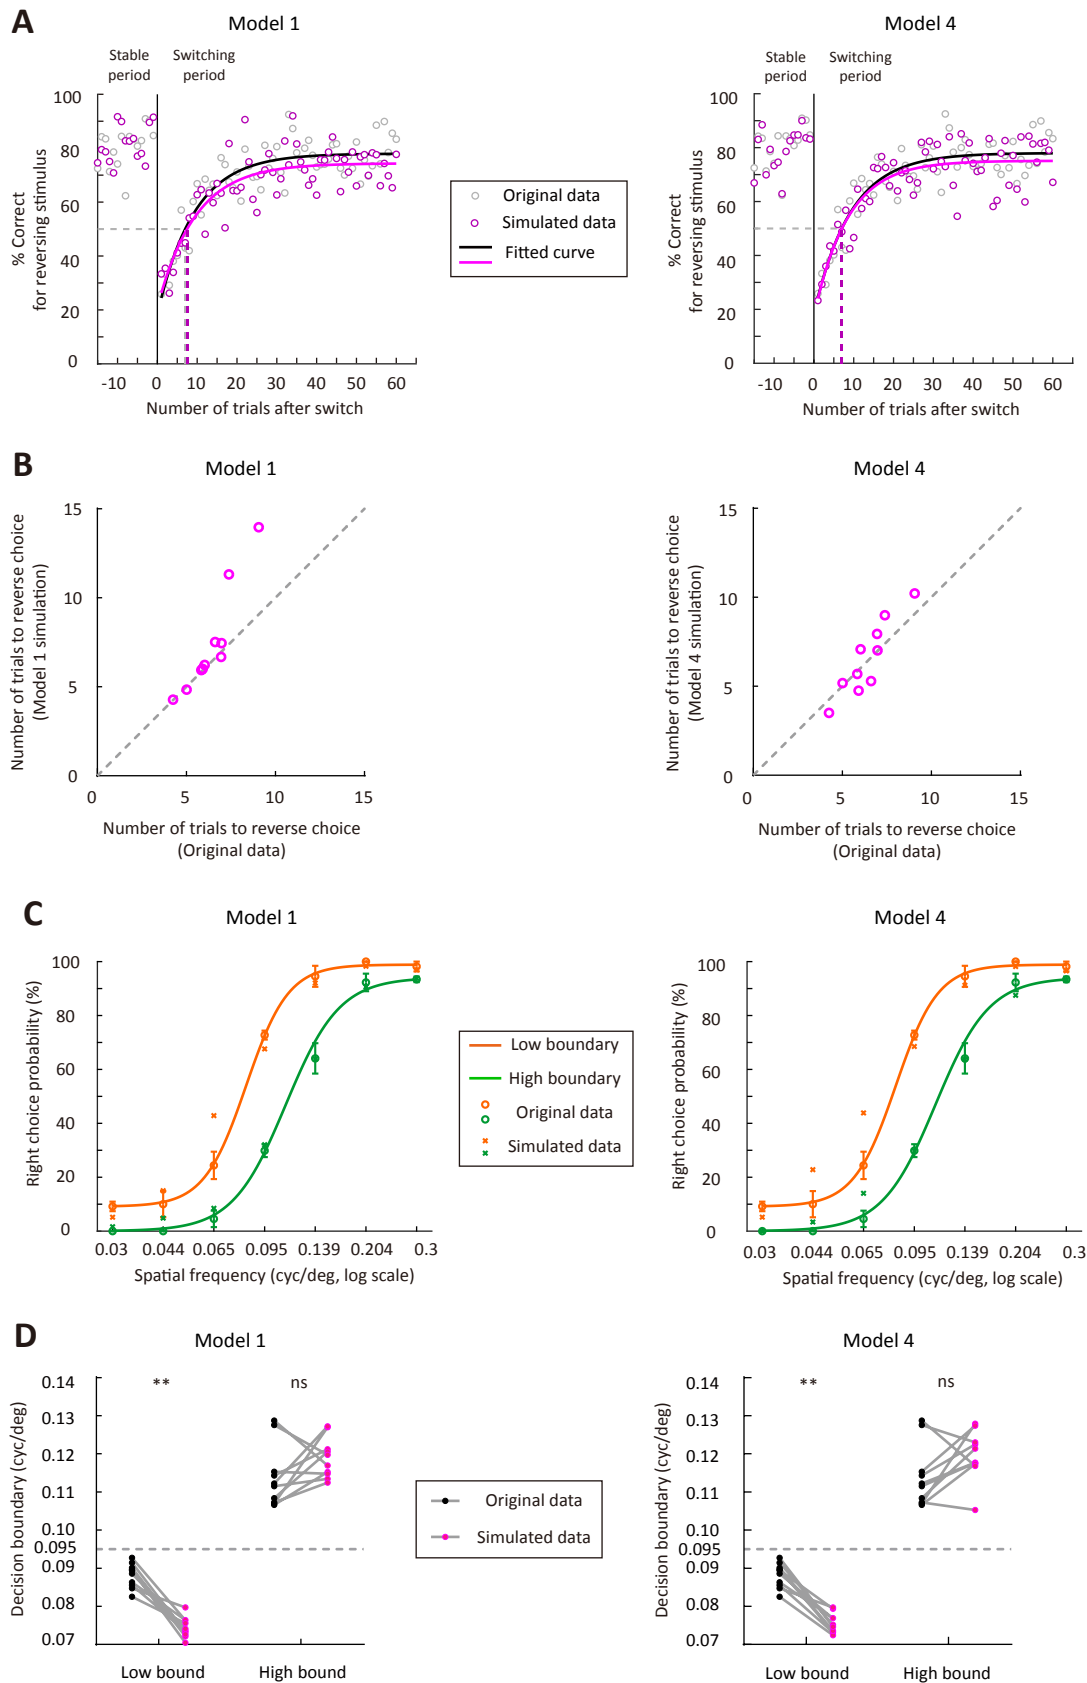 A
Model 1
Model 4
Stable
period
Switching
period
Stable
period
Switching
period
% Correct
for reversing stimulus
100
80
60
40
20
0
-10
0
10
20
30
40
50
60
Number of trials after switch
Original data
Simulated data
Fitted curve
% Correct
for reversing stimulus
100
80
60
40
20
0
-10
0
10
20
30
40
50
60
Number of trials after switch
B
Model 1
Model 4
Number of trials to reverse choice
(Model 1 simulation)
15
10
5
0
0
5
10
15
Number of trials to reverse choice
(Original data)
Number of trials to reverse choice
(Model 4 simulation)
15
10
5
0
0
5
10
15
Number of trials to reverse choice
(Original data)
C
Model 1
Model 4
Right choice probability (%)
100
80
60
40
20
0
0.03
0.044
0.065
0.095
0.139
0.204
0.3
Spatial frequency (cyc/deg, log scale)
Low boundary
High boundary
Original data
Simulated data
Right choice probability (%)
100
80
60
40
20
0
0.03
0.044
0.065
0.095
0.139
0.204
0.3
Spatial frequency (cyc/deg, log scale)
D
Model 1
Model 4
Decision boundary (cyc/deg)
0.14
0.13
0.12
0.11
0.10
0.095
0.09
0.08
0.07
**
ns
Low bound
High bound
Original data
Simulated data
Decision boundary (cyc/deg)
0.14
0.13
0.12
0.11
0.10
0.095
0.09
0.08
0.07
**
ns
Low bound
High bound